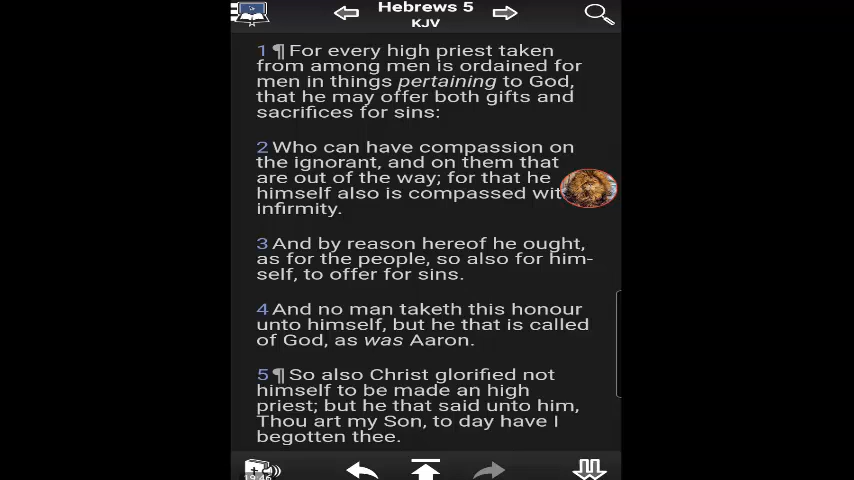 Hebrews 5
KJV
1 ¶ For every high priest taken
from among men is ordained for
men in things pertaining to God,
that he may offer both gifts and
sacrifices for sins:
2 Who can have compassion on
the ignorant, and on them that
are out of the way; for that he
himself also is compassed wit
infirmity.
3 And by reason hereof he ought,
as for the people, so also for him-
self, to offer for sins.
4 And no man taketh this honour
unto himself, but he that is called
of God, as was Aaron.
5 ¶ So also Christ glorified not
himself to be made an high
priest; but he that said unto him,
Thou art my Son, to day have I
begotten thee.